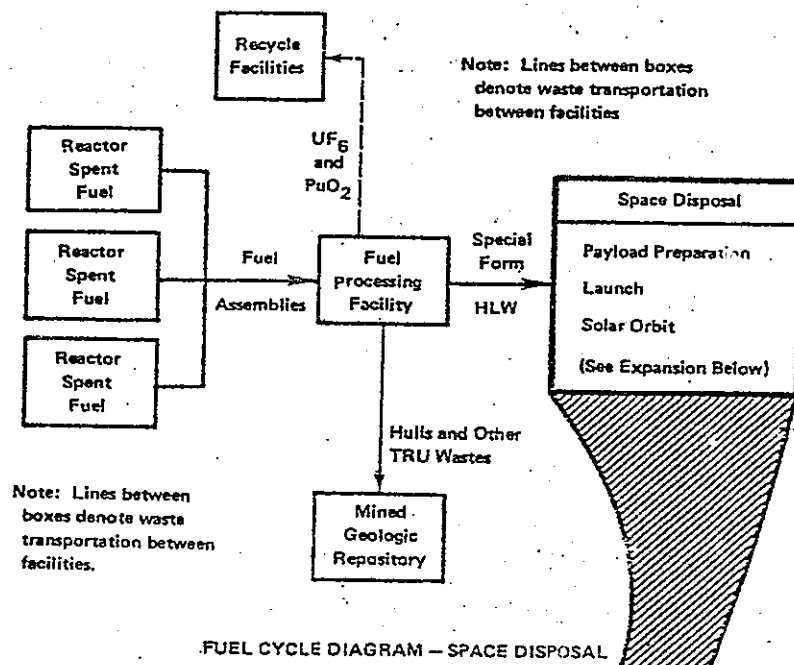 Recycle
Facilities
Note: Lines between boxes
denote waste transportation
between facilities
UF6
and
PuO2
Reactor
Spent
Fuel
Reactor
Spent
Fuel
Reactor
Spent
Fuel
Fuel
Assemblies
Fuel
Processing
Facility
Special
Form
HLW
Space Disposal
Payload Preparation
Launch
Solar Orbit
(See Expansion Below)
Hulls and Other
TRU Wastes
Mined
Geologic
Repository
Note: Lines between
boxes denote waste
transportation between
facilities.
FUEL CYCLE DIAGRAM — SPACE DISPOSAL